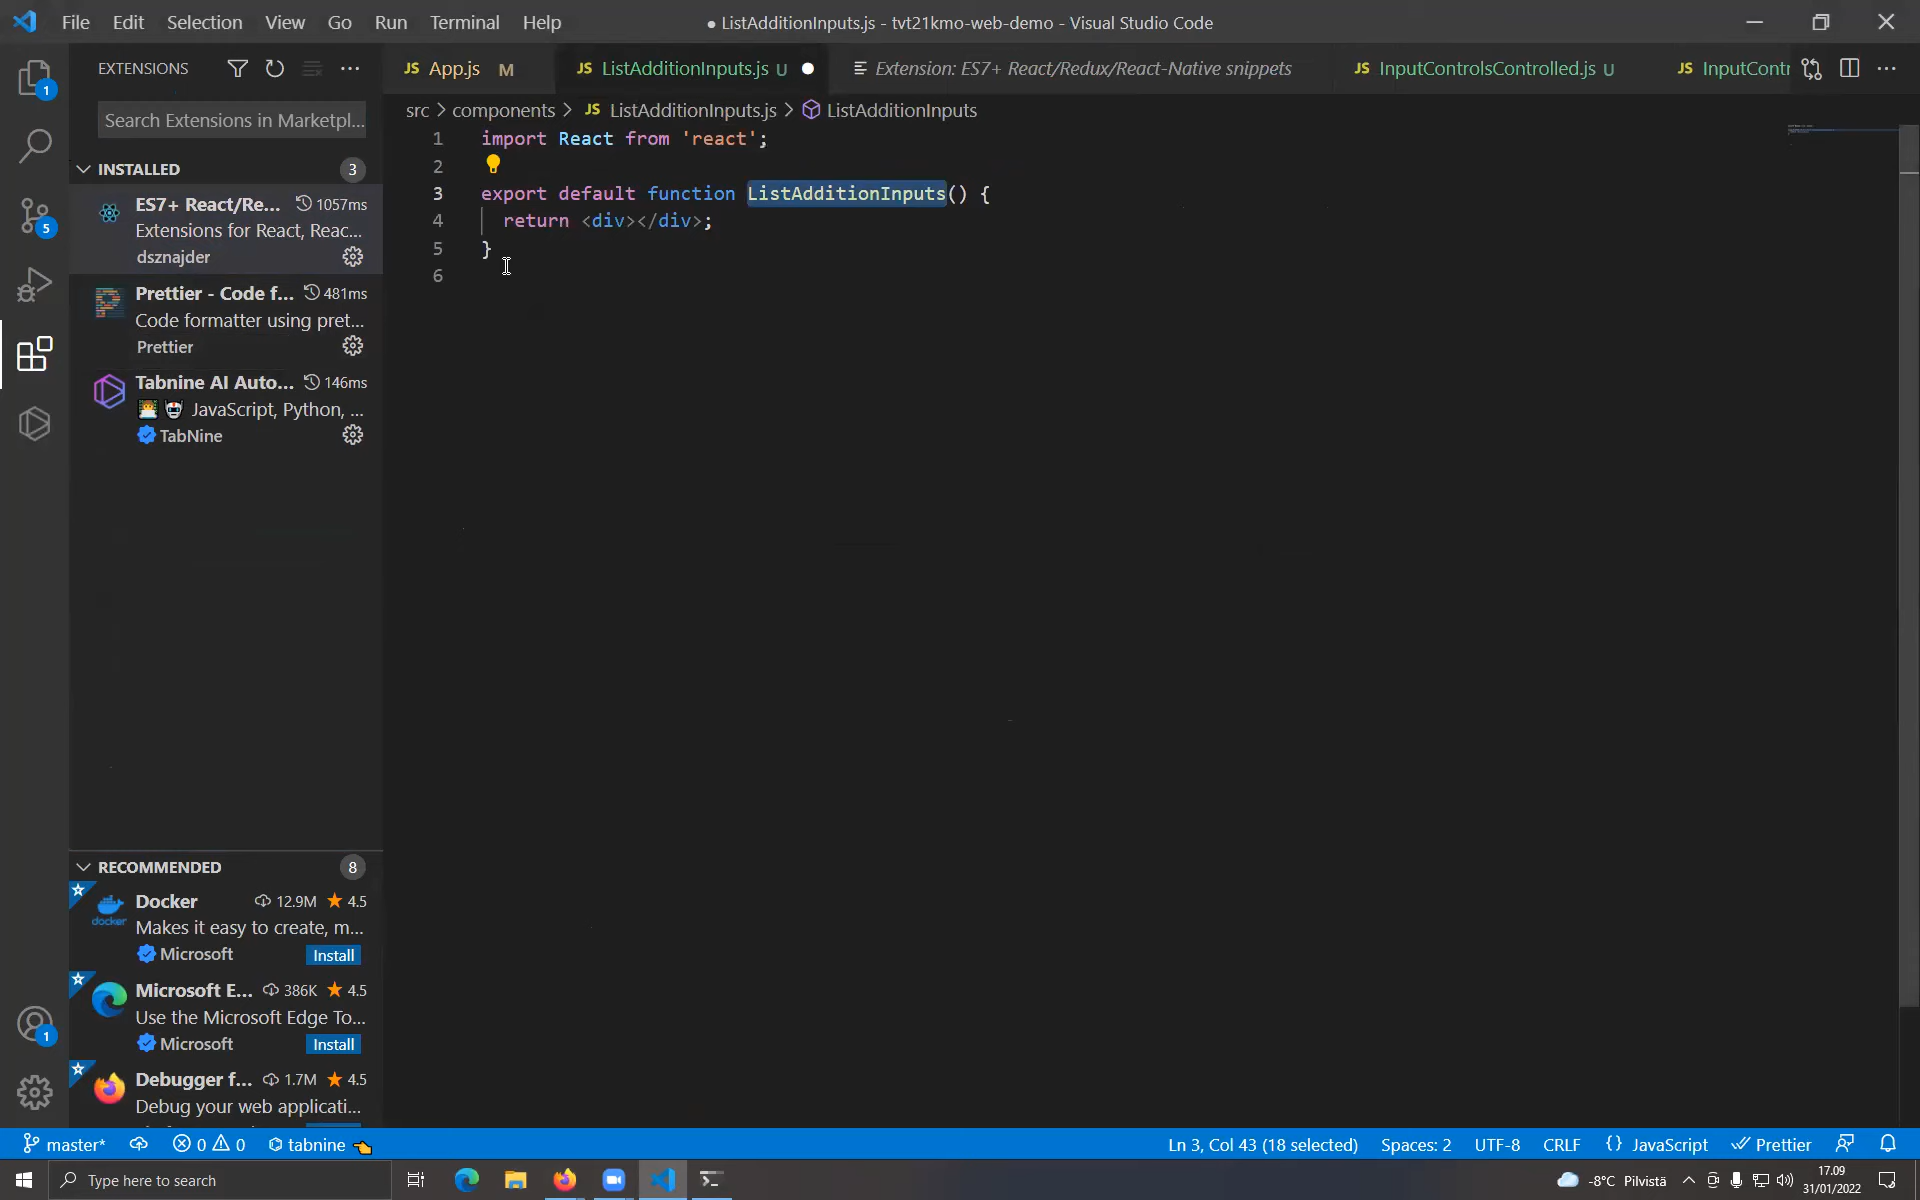 File Edit Selection View Go Run Terminal Help
● ListAdditionInputs.js - tvt21kmo-web-demo - Visual Studio Code
EXTENSIONS
JS App.js M
JS ListAdditionInputs.js U
Extension: ES7+ React/Redux/React-Native snippets
JS InputControlsControlled.js U
JS InputContr
1
src > components > JS ListAdditionInputs.js > ListAdditionInputs
Search Extensions in Marketpl...
INSTALLED 3
ES7+ React/Re... 1057ms
Extensions for React, Reac...
dsznajder
5
Prettier - Code f... 481ms
Code formatter using pret...
Prettier
Tabnine AI Auto... 146ms
JavaScript, Python, ...
TabNine
1 import React from 'react';
2
3 export default function ListAdditionInputs() {
4 return <div></div>;
5 }
6
RECOMMENDED 8
Docker 12.9M ★ 4.5
docker
Makes it easy to create, m...
Microsoft Install
Microsoft E... 386K ★ 4.5
Use the Microsoft Edge To...
Microsoft Install
1
Debugger f... 1.7M ★ 4.5
Debug your web applicati...
master* 0 0 tabnine
Ln 3, Col 43 (18 selected) Spaces: 2 UTF-8 CRLF {} JavaScript Prettier
Type here to search
-8°C Pilvistä
17.09
31/01/2022